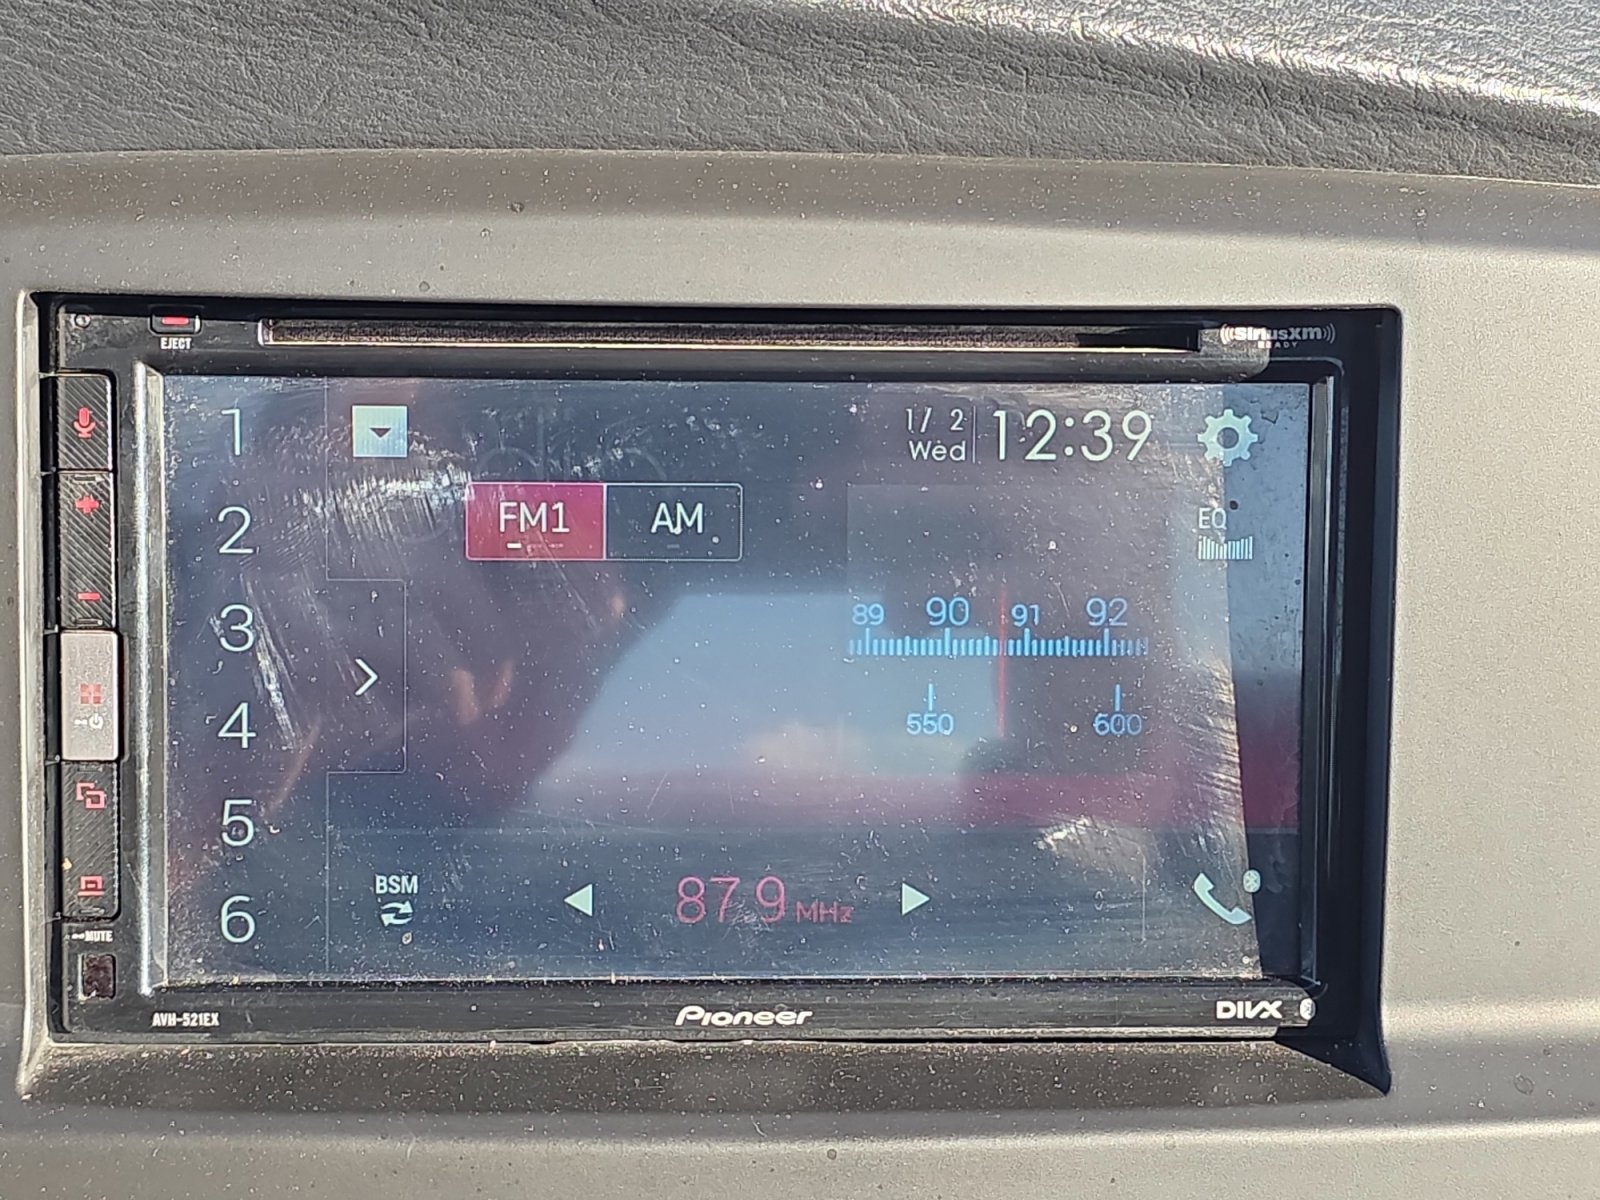 EJECT
SiriusXM
READY
1
1/ 2
Wed
12:39
2
FM1
AM
EQ
3
89 90 91 92
4
550 600
5
BSM
87.9 MHz
6
MUTE
AVH-521EX
Pioneer
DIVX